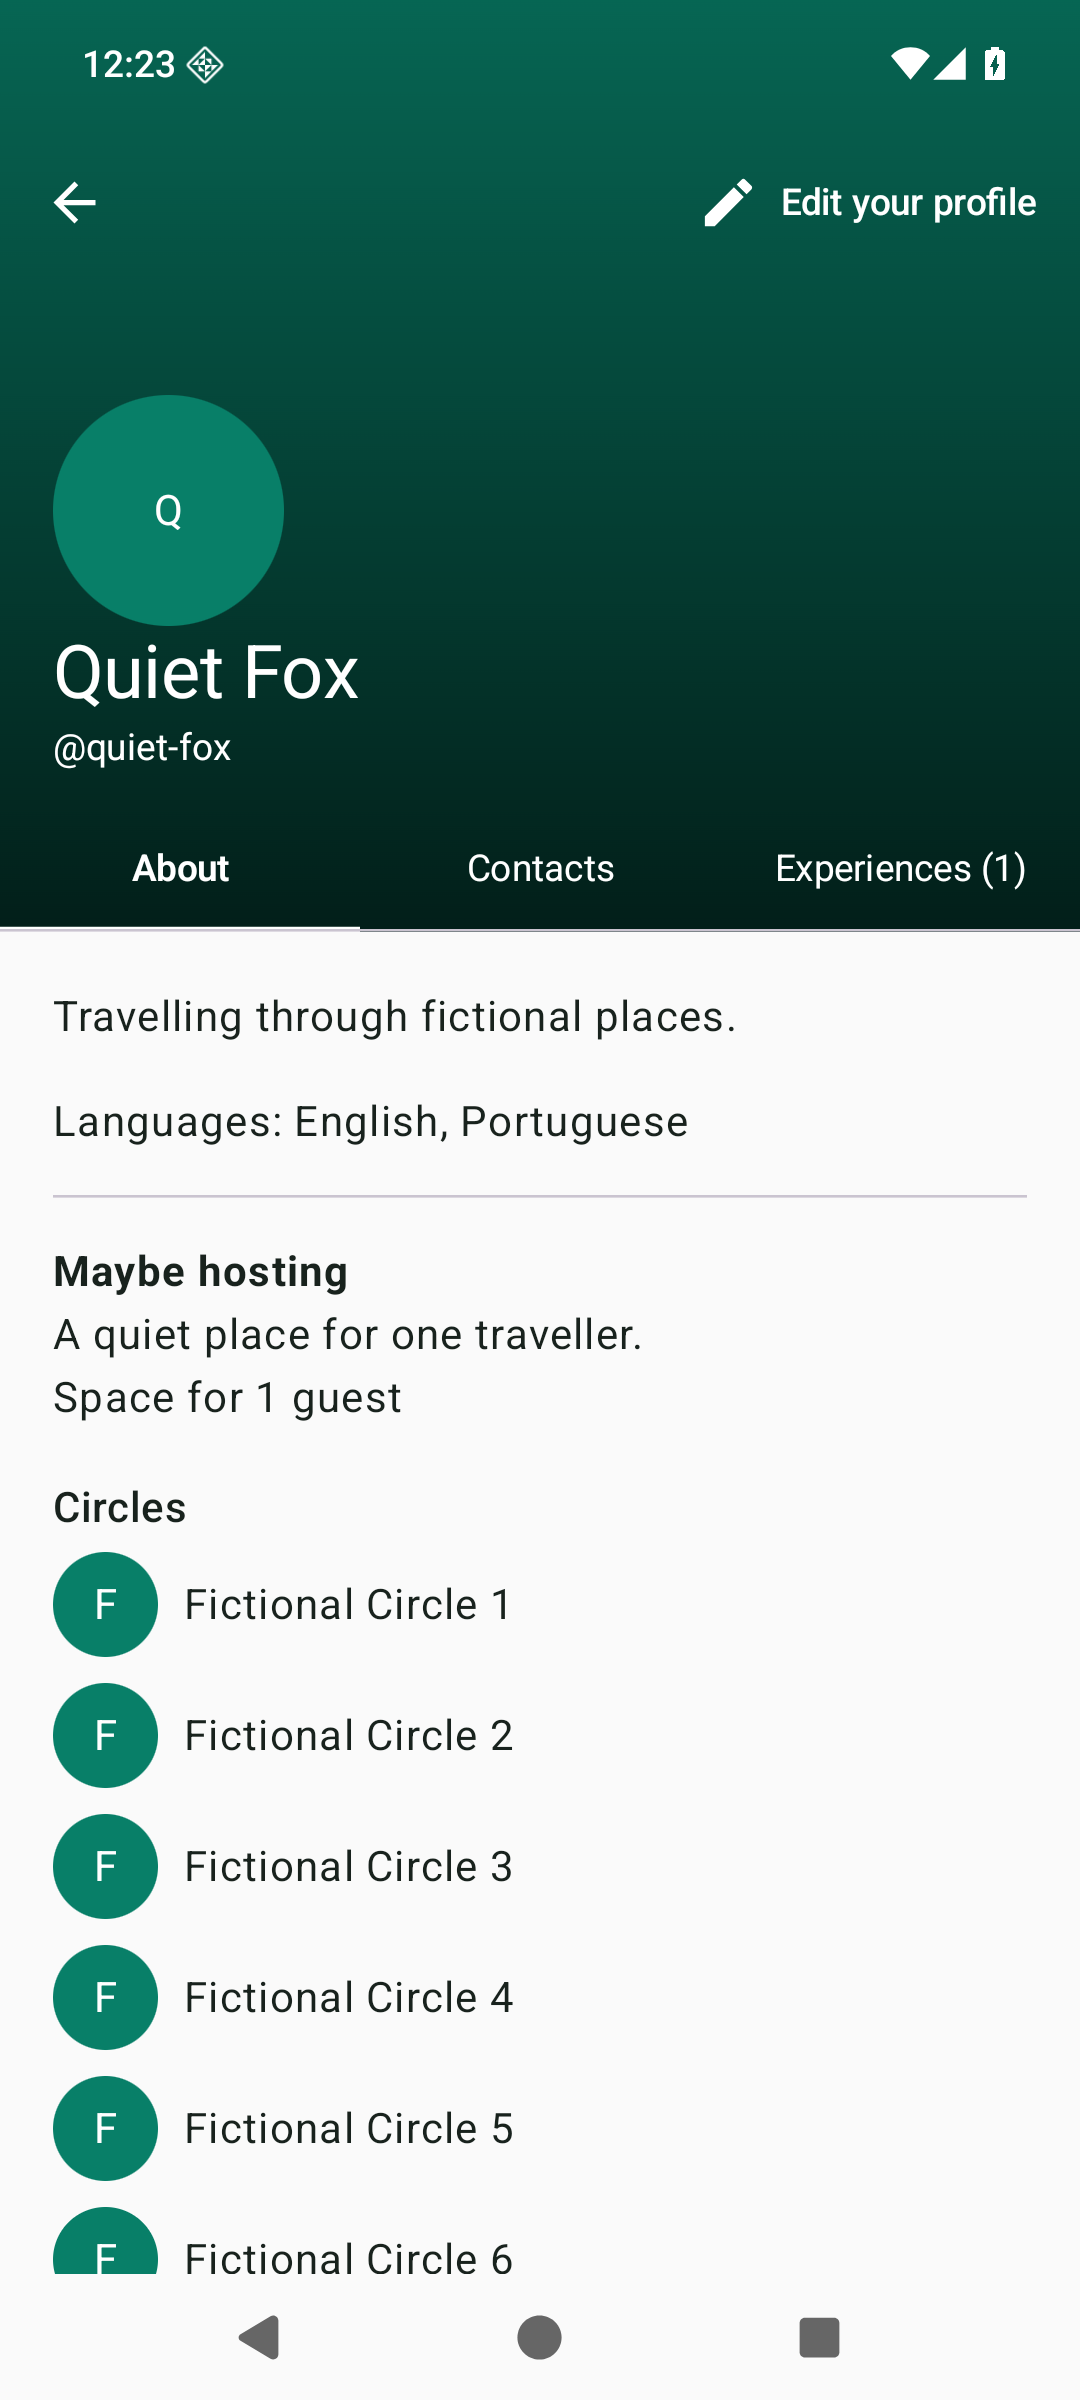 12:23
Edit your profile
Q
Quiet Fox
@quiet-fox
About
Contacts
Experiences (1)
Travelling through fictional places.
Languages: English, Portuguese
Maybe hosting
A quiet place for one traveller.
Space for 1 guest
Circles
F
Fictional Circle 1
F
Fictional Circle 2
F
Fictional Circle 3
F
Fictional Circle 4
F
Fictional Circle 5
F
Fictional Circle 6